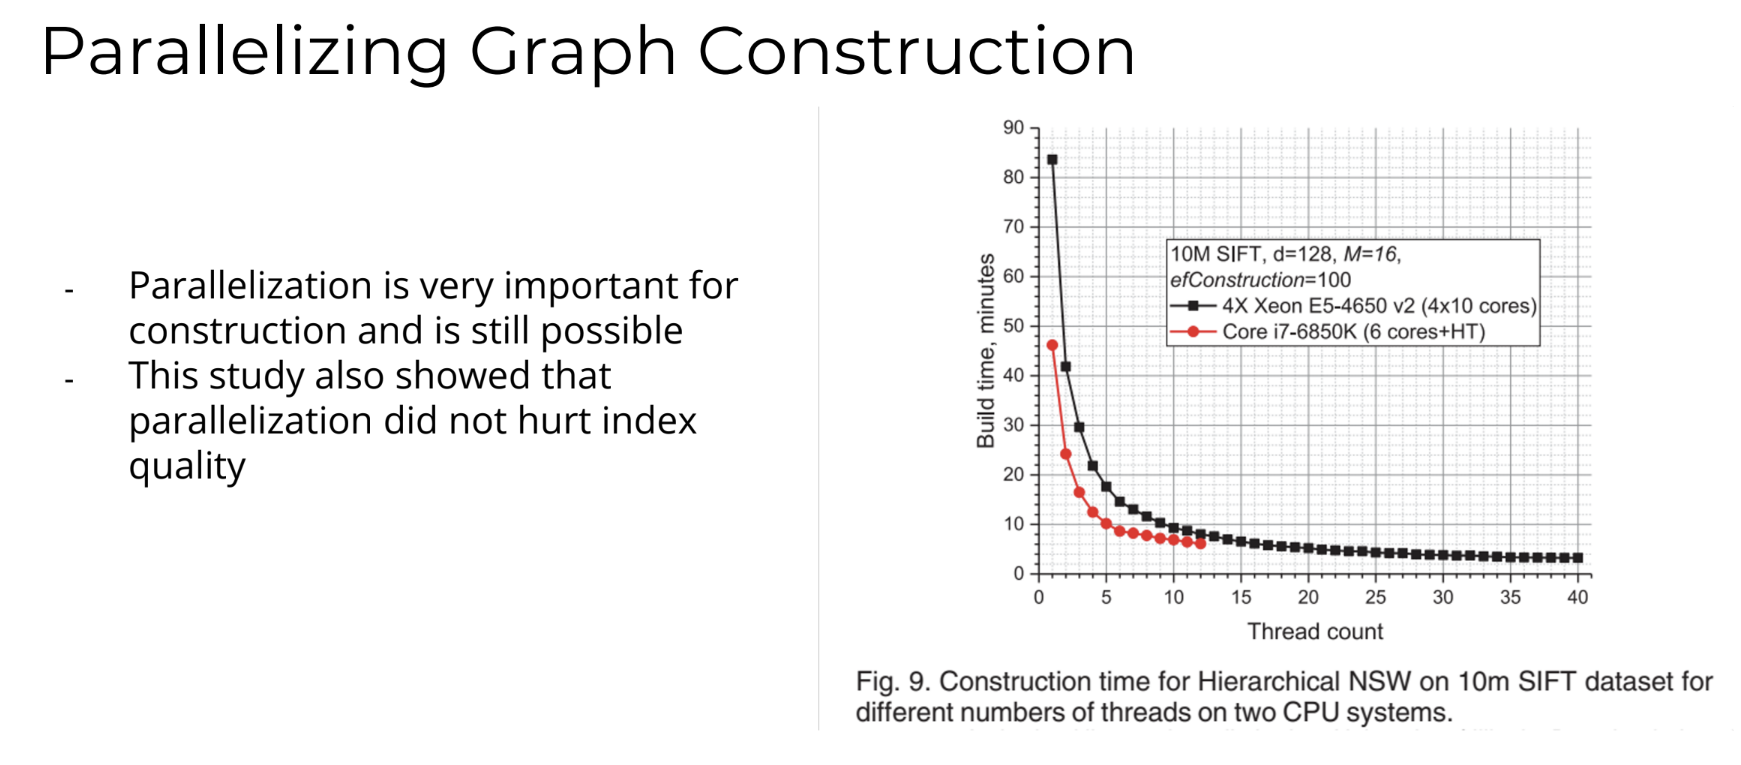 Parallelizing Graph Construction
- Parallelization is very important for
construction and is still possible
- This study also showed that
parallelization did not hurt index
quality
90
80
70
60
50
40
30
20
10
0
Build time, minutes
10M SIFT, d=128, M=16,
efConstruction=100
4X Xeon E5-4650 v2 (4x10 cores)
Core i7-6850K (6 cores+HT)
0 5 10 15 20 25 30 35 40
Thread count
Fig. 9. Construction time for Hierarchical NSW on 10m SIFT dataset for
different numbers of threads on two CPU systems.